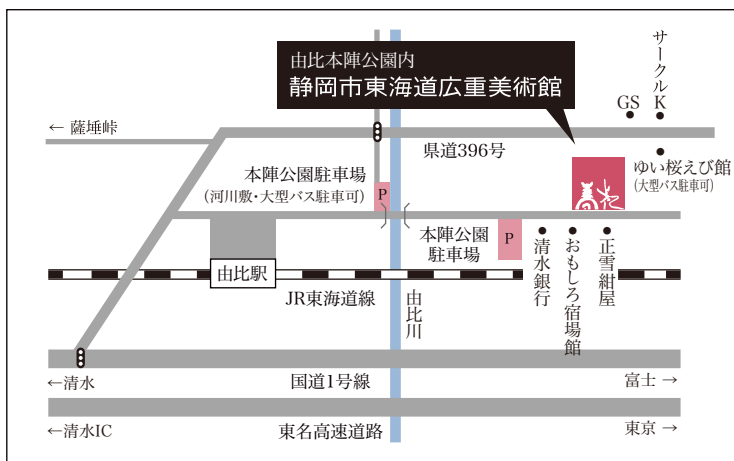 由比本陣公園内
静岡市東海道広重美術館
サークルK
GS
← 薩埵峠
県道396号
本陣公園駐車場
(河川敷・大型バス駐車可)
P
ゆい桜えび館
(大型バス駐車可)
本陣公園
駐車場
P
清水銀行
おもしろ宿場館
正雪紺屋
由比駅
JR東海道線
由比川
←清水
国道1号線
富士→
←清水IC
東名高速道路
東京→